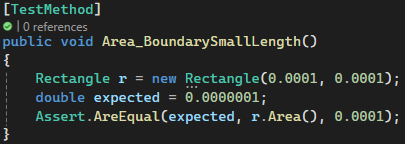 [TestMethod]
0 references
public void Area_BoundarySmallLength()
{
Rectangle r = new Rectangle(0.0001, 0.0001);
double expected = 0.0000001;
Assert.AreEqual(expected, r.Area(), 0.0001);
}